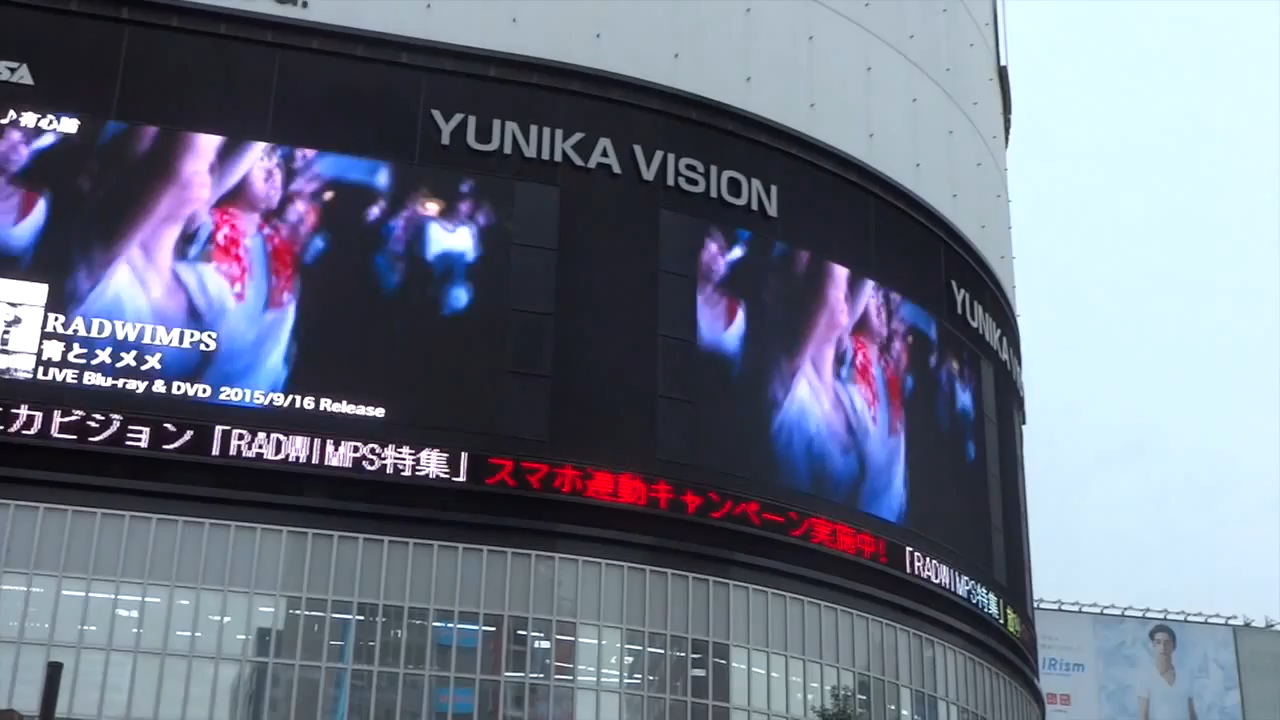 SA
YUNIKA VISION
♪有心論
YUNIKA
RADWIMPS
青とメメメ
LIVE Blu-ray & DVD 2015/9/16 Release
カビジョン「RADWIMPS特集」スマホ連動キャンペーン実施中!「RADWIMPS特集」
IRism